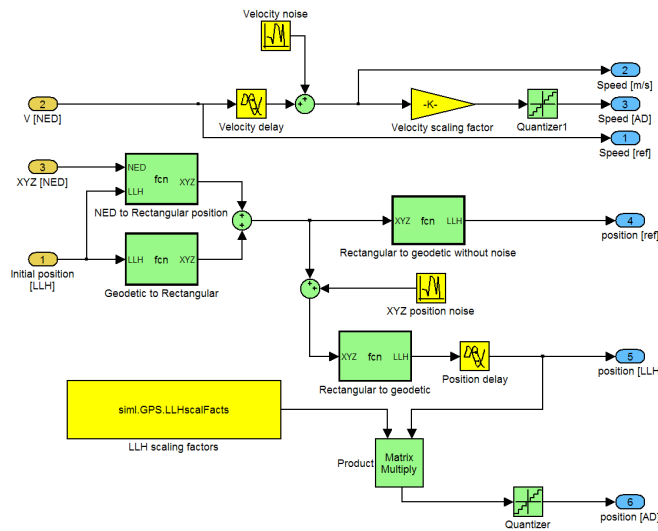 Velocity noise
2
Speed [m/s]
2
V [NED]
Velocity delay
-K-
Velocity scaling factor
Quantizer1
3
Speed [AD]
1
Speed [ref]
3
XYZ [NED]
NED
LLH
fcn
XYZ
NED to Rectangular position
XYZ
fcn
LLH
Rectangular to geodetic without noise
4
position [ref]
1
Initial position
[LLH]
LLH
fcn
XYZ
Geodetic to Rectangular
XYZ position noise
XYZ
fcn
LLH
Rectangular to geodetic
Position delay
5
position [LLH
siml.GPS.LLHscalFacts
LLH scaling factors
Product
Matrix
Multiply
Quantizer
6
position [AD]